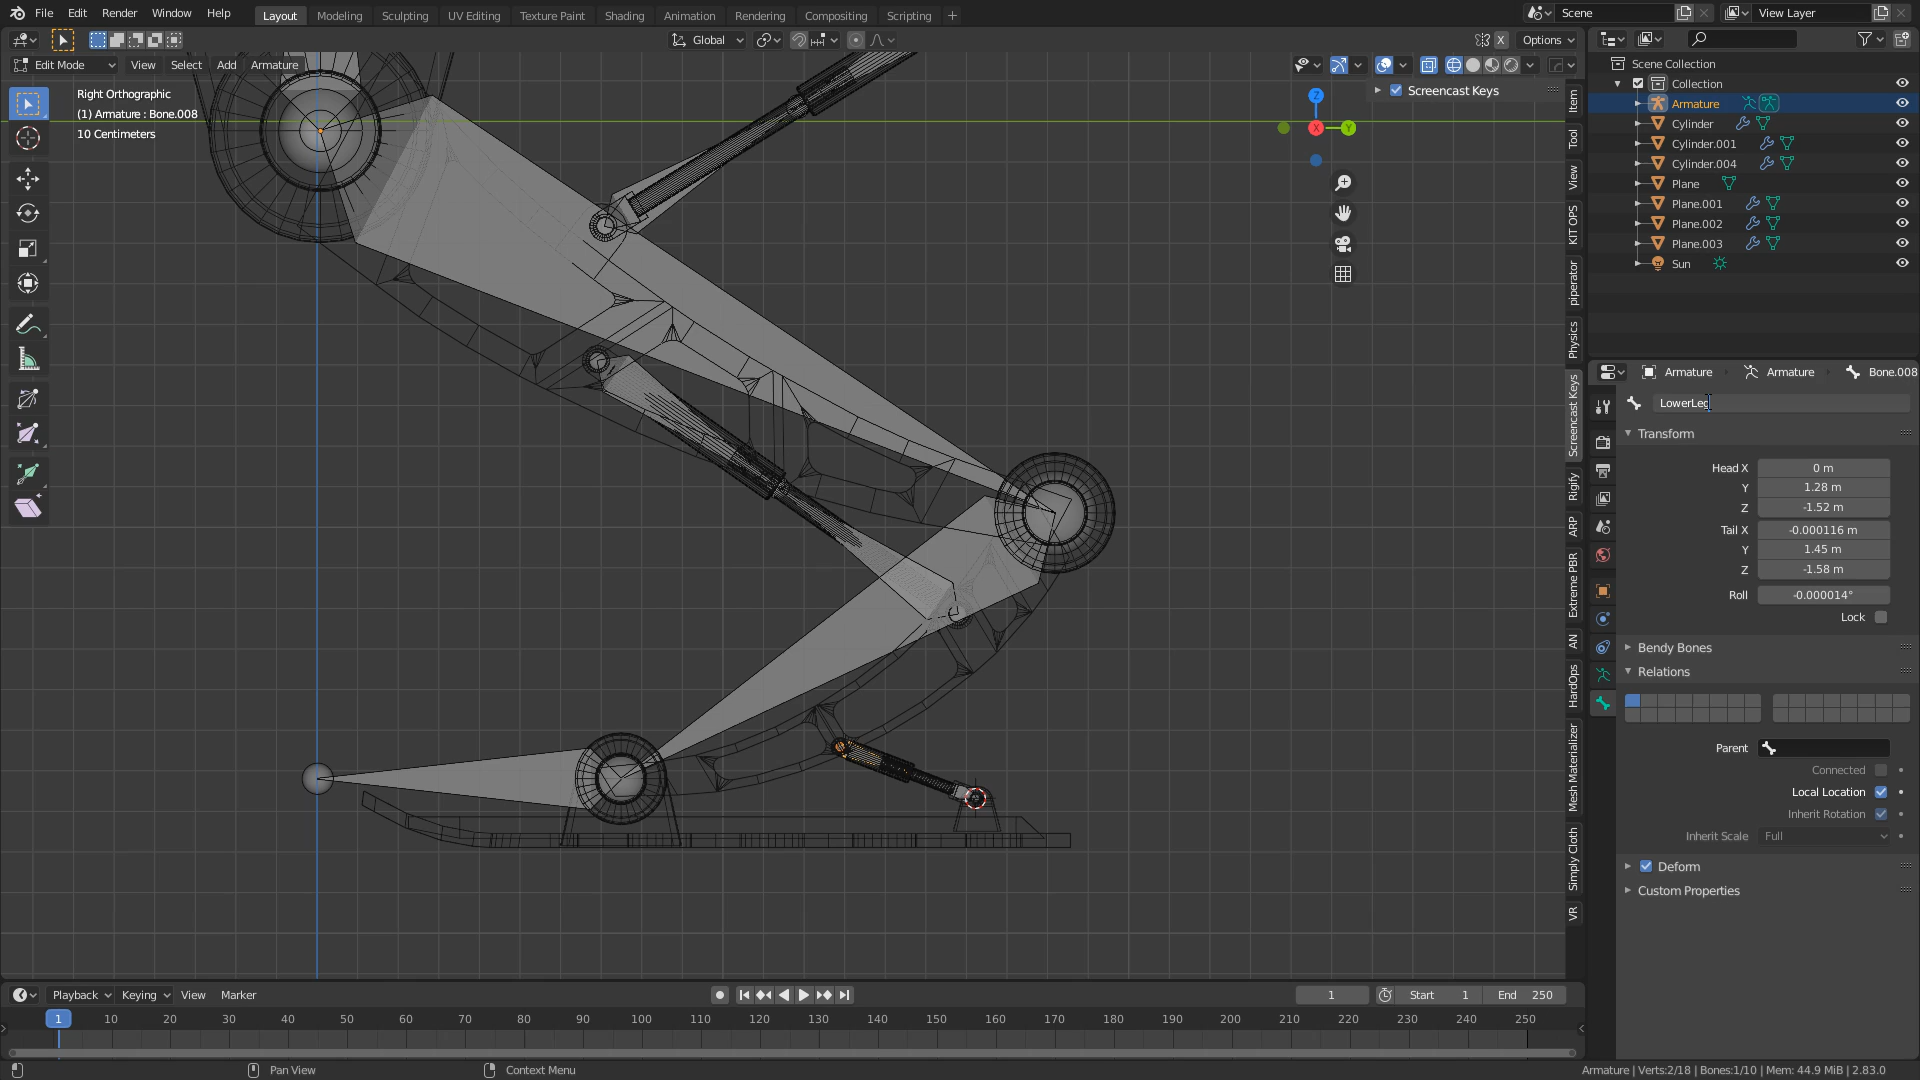 File Edit Render Window Help Layout Modeling Sculpting UV Editing Texture Paint Shading Animation Rendering Compositing Scripting + Scene View Layer
Global X Options
Edit Mode View Select Add Armature
Right Orthographic
(1) Armature : Bone.008
10 Centimeters
Z
X
Y
Screencast Keys
Item
Tool
View
KIT OPS
piperator
Physics
Screencast Keys
Rigify
ARP
Extreme PBR
AN
HardOps
Mesh Materializer
Simply Cloth
VR
Scene Collection
Collection
Armature
Cylinder
Cylinder.001
Cylinder.004
Plane
Plane.001
Plane.002
Plane.003
Sun
Armature Armature Bone.008
LowerLeg
Transform
Head X 0 m
Y 1.28 m
Z -1.52 m
Tail X -0.000116 m
Y 1.45 m
Z -1.58 m
Roll -0.000014°
Lock
Bendy Bones
Relations
Parent
Connected
Local Location
Inherit Rotation
Inherit Scale Full
Deform
Custom Properties
Playback Keying View Marker 1 Start 1 End 250
1 10 20 30 40 50 60 70 80 90 100 110 120 130 140 150 160 170 180 190 200 210 220 230 240 250
Pan View Context Menu Armature | Verts:2/18 | Bones:1/10 | Mem: 44.9 MiB | 2.83.0